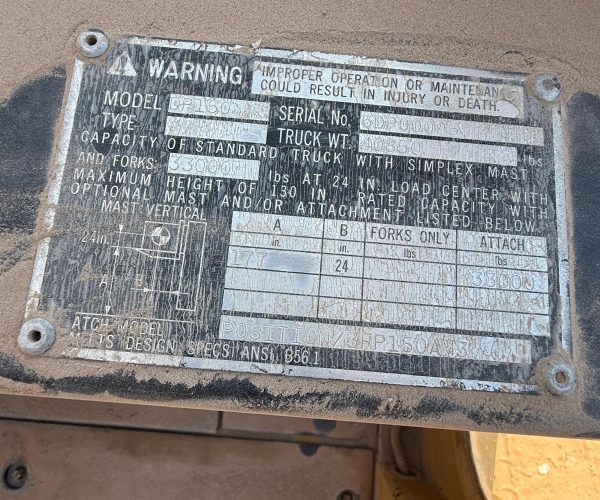 WARNING
IMPROPER OPERATION OR MAINTENANCE
COULD RESULT IN INJURY OR DEATH.
MODEL SERIAL No.
TYPE TRUCK WT. lbs
CAPACITY OF STANDARD TRUCK WITH SIMPLEX MAST
AND FORKS: 33000 lbs AT 24 IN. LOAD CENTER WITH
MAXIMUM HEIGHT OF 130 IN. RATED CAPACITY WITH
OPTIONAL MAST AND/OR ATTACHMENT LISTED BELOW
MAST VERTICAL
A B FORKS ONLY ATTACH
in. in. lbs lbs
24in.
24 33000
A B
ATCH MODEL
DESIGN SPECS ANSI B56.1